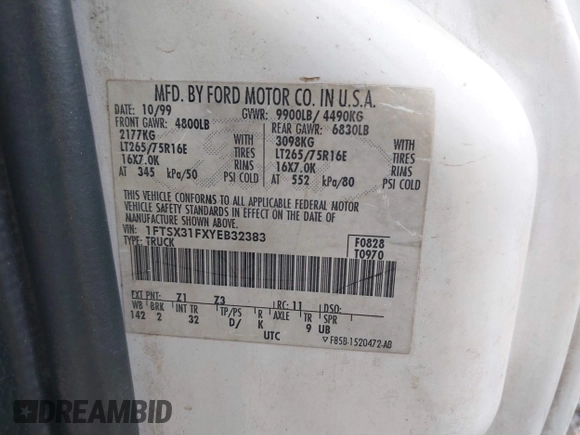 MFD. BY FORD MOTOR CO. IN U.S.A.
DATE: 10/99 GVWR: 9900LB/ 4490KG
FRONT GAWR: 4800LB REAR GAWR: 6830LB
2177KG WITH 3098KG WITH
LT265/75R16E TIRES LT265/75R16E TIRES
16X7.0K RIMS 16X7.0K RIMS
AT 345 kPa/50 PSI COLD AT 552 kPa/80 PSI COLD
THIS VEHICLE CONFORMS TO ALL APPLICABLE FEDERAL MOTOR
VEHICLE SAFETY STANDARDS IN EFFECT ON THE DATE OF
MANUFACTURE SHOWN ABOVE.
VIN: 1FTSX31FXYEB32383 F0828
TYPE: TRUCK T0970
EXT PNT: Z1 Z3 RC: 11 DSO:
WB BRK INT TR TP/PS R AXLE TR SPR
142 2 32 D/ K 9 UB
UTC ▽ F85B-1520472-AB
DREAMBID